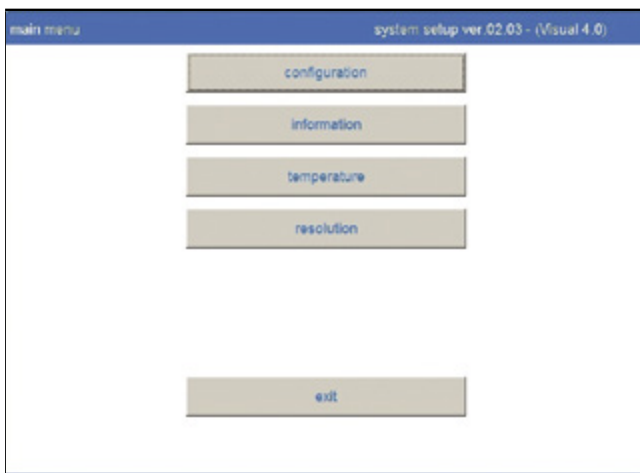 main menu system setup ver.02.03 - (Visual 4.0)
configuration
information
temperature
resolution
exit